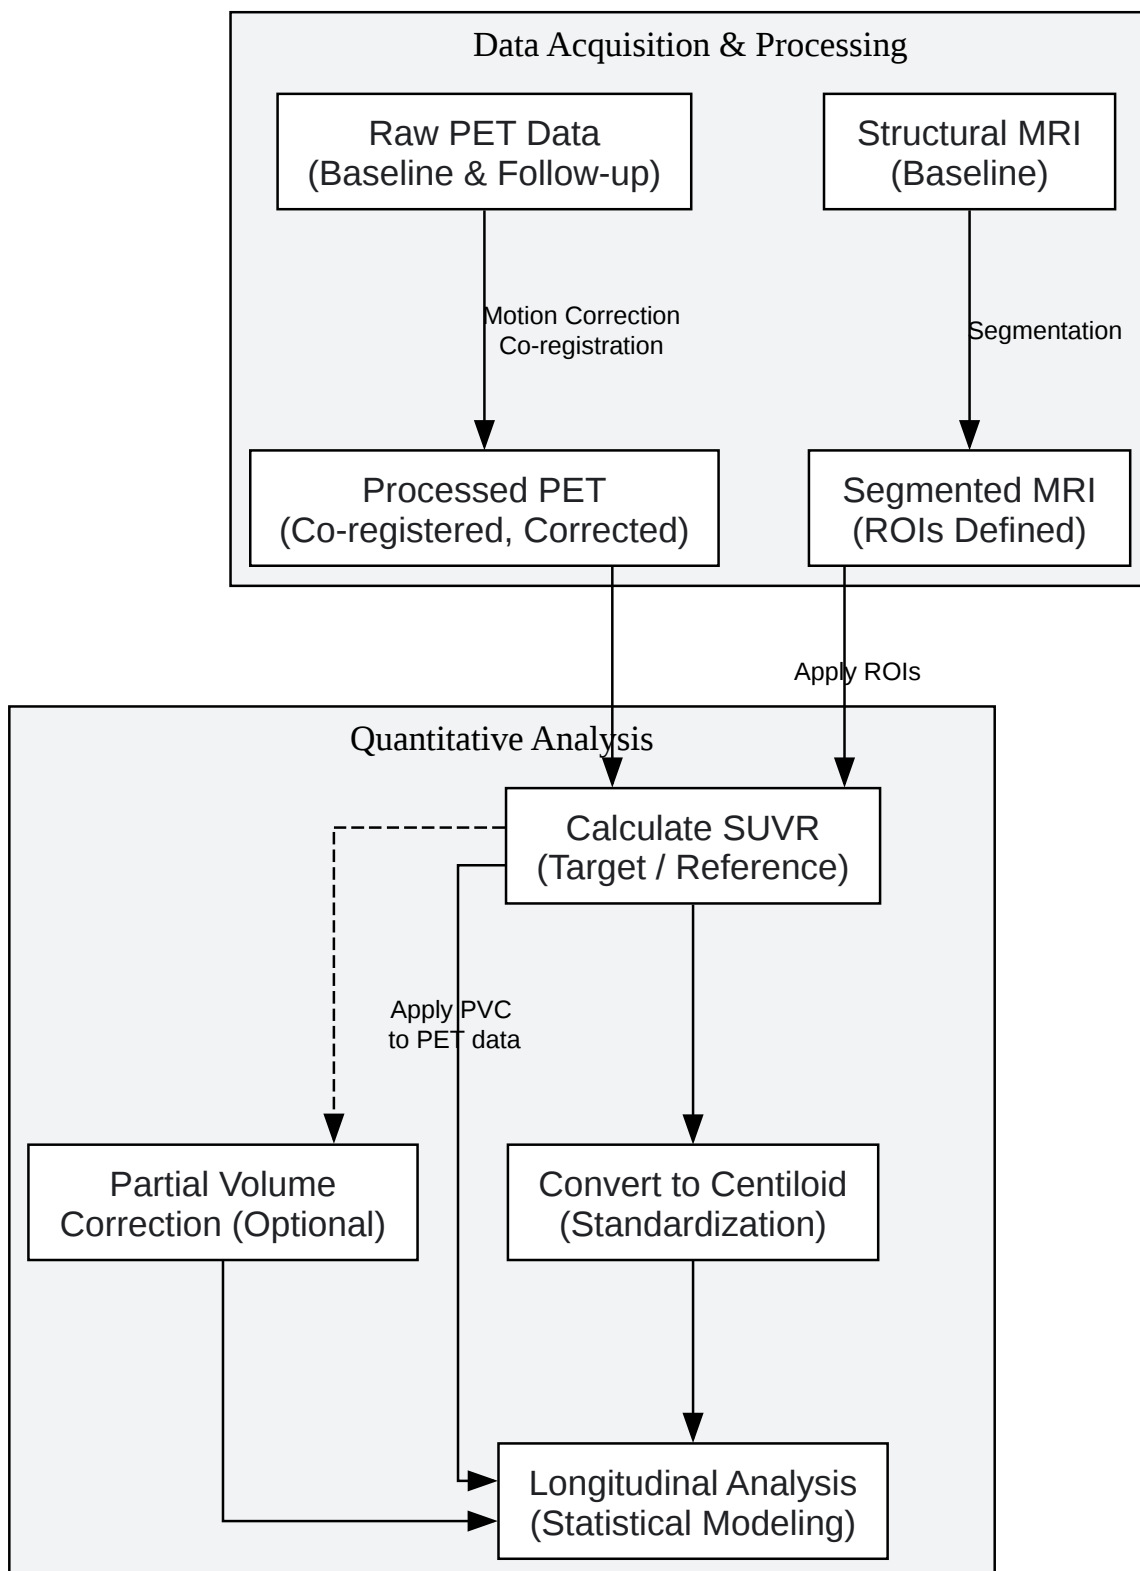 Data Acquisition & Processing
Raw PET Data
(Baseline & Follow-up)
Structural MRI
(Baseline)
Motion Correction
Co-registration
Segmentation
Processed PET
(Co-registered, Corrected)
Segmented MRI
(ROIs Defined)
Apply ROIs
Quantitative Analysis
Calculate SUVR
(Target / Reference)
Apply PVC
to PET data
Partial Volume
Correction (Optional)
Convert to Centiloid
(Standardization)
Longitudinal Analysis
(Statistical Modeling)